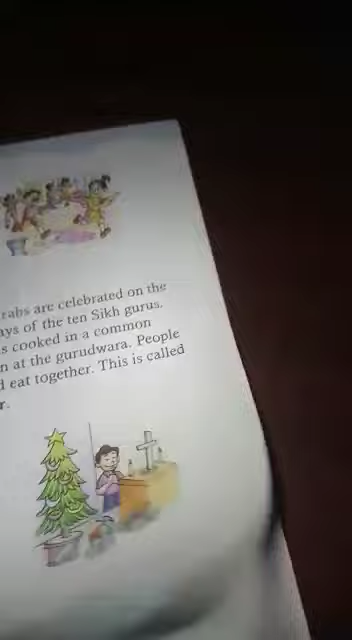 rabs are celebrated on the
ays of the ten Sikh gurus.
s cooked in a common
n at the gurudwara. People
d eat together. This is called
r.